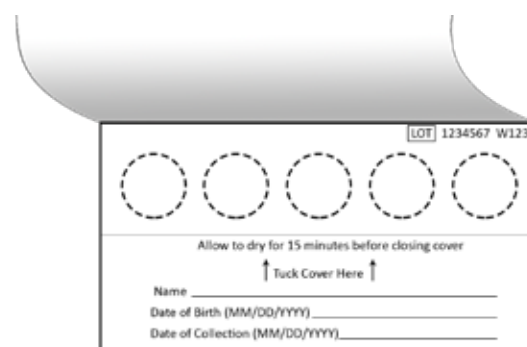 LOT 1234567 W123
Allow to dry for 15 minutes before closing cover
↑ Tuck Cover Here ↑
Name
Date of Birth (MM/DD/YYYY)
Date of Collection (MM/DD/YYYY)